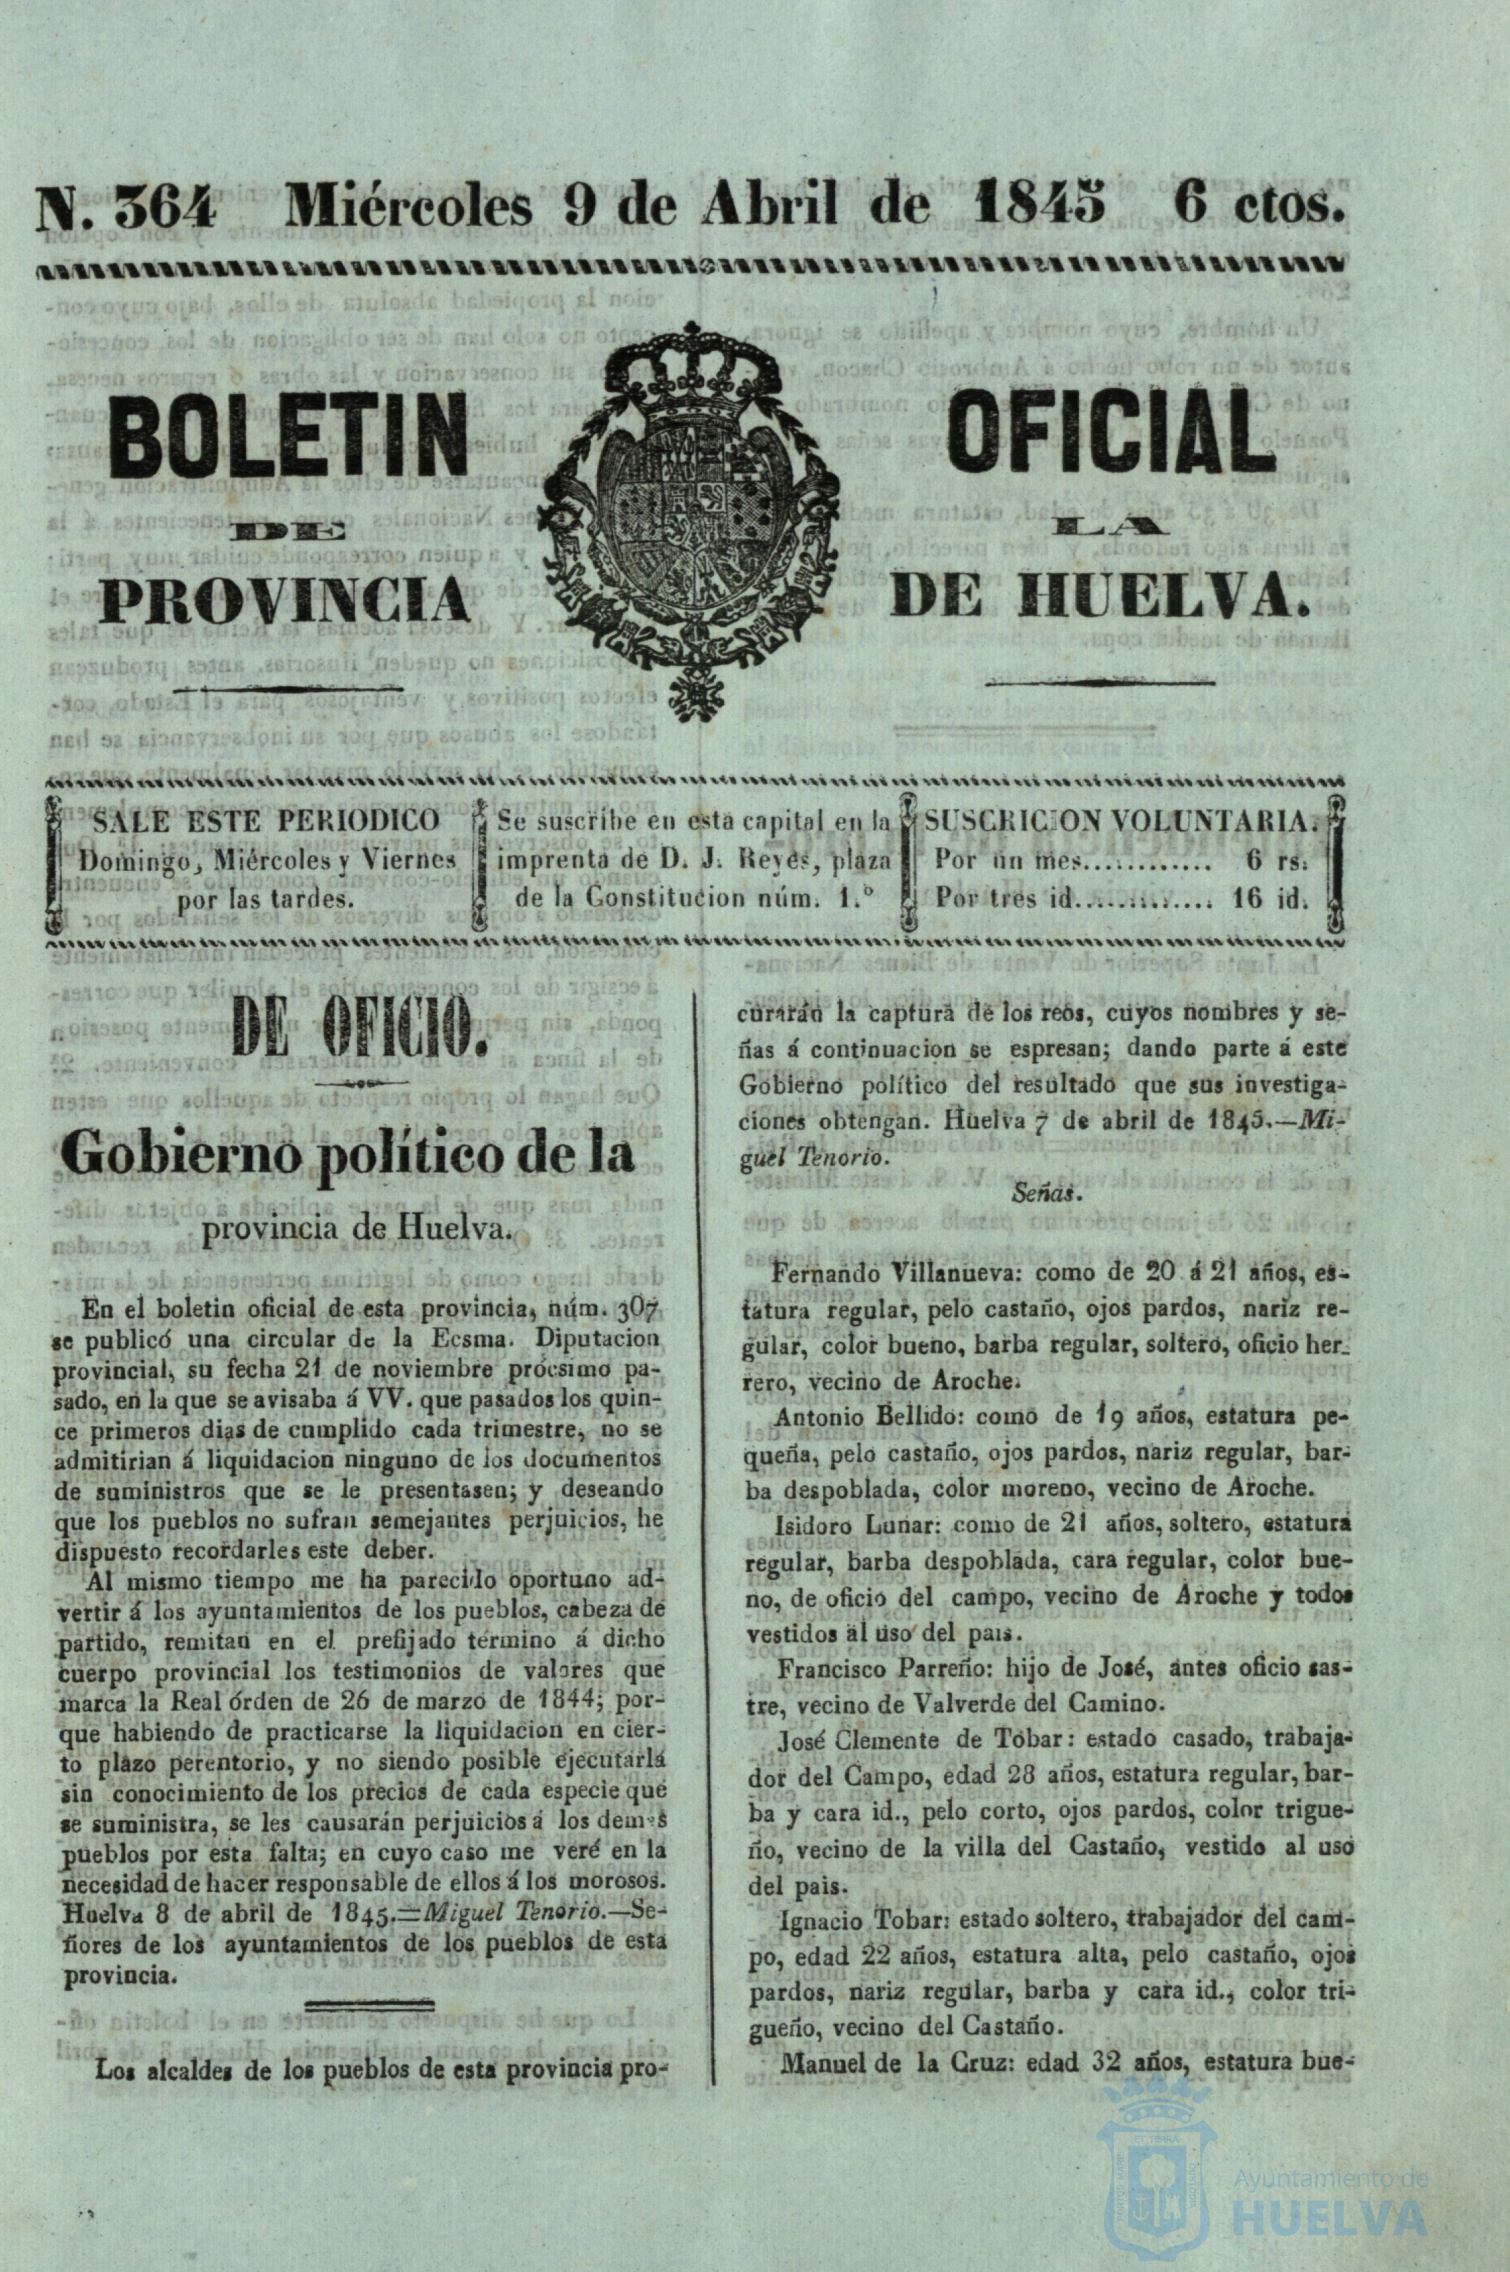 N. 364 Miércoles 9 de Abril de 1845 6 ctos.
BOLETIN OFICIAL
DE LA
PROVINCIA DE HUELVA.
SALE ESTE PERIODICO
Domingo, Miércoles y Viernes
por las tardes.
Se suscribe en esta capital en la
imprenta de D. J. Reyes, plaza
de la Constitucion núm. 1.º
SUSCRICION VOLUNTARIA.
Por un mes............ 6 rs.
Por tres id............. 16 id.
DE OFICIO.
Gobierno político de la
provincia de Huelva.
En el boletin oficial de esta provincia, núm. 307
se publicó una circular de la Ecsma. Diputacion
provincial, su fecha 21 de noviembre prócsimo pa-
sado, en la que se avisaba á VV. que pasados los quin-
ce primeros dias de cumplido cada trimestre, no se
admitirian á liquidacion ninguno de los documentos
de suministros que se le presentasen; y deseando
que los pueblos no sufran semejantes perjuicios, he
dispuesto recordarles este deber.
Al mismo tiempo me ha parecido oportuno ad-
vertir á los ayuntamientos de los pueblos, cabeza de
partido, remitan en el prefijado término á dicho
cuerpo provincial los testimonios de valores que
marca la Real órden de 26 de marzo de 1844; por-
que habiendo de practicarse la liquidacion en cier-
to plazo perentorio, y no siendo posible ejecutarla
sin conocimiento de los precios de cada especie que
se suministra, se les causarán perjuicios á los demas
pueblos por esta falta; en cuyo caso me veré en la
necesidad de hacer responsable de ellos á los morosos.
Huelva 8 de abril de 1845.=Miguel Tenorio.—Se-
ñores de los ayuntamientos de los pueblos de esta
provincia.
Los alcaldes de los pueblos de esta provincia pro-
curarán la captura de los reos, cuyos nombres y se-
ñas á continuacion se espresan; dando parte á este
Gobierno político del resultado que sus investiga-
ciones obtengan. Huelva 7 de abril de 1845.—Mi-
guel Tenorio.
Señas.
Fernando Villanueva: como de 20 á 21 años, es-
tatura regular, pelo castaño, ojos pardos, nariz re-
gular, color bueno, barba regular, soltero, oficio her-
rero, vecino de Aroche.
Antonio Bellido: como de 19 años, estatura pe-
queña, pelo castaño, ojos pardos, nariz regular, bar-
ba despoblada, color moreno, vecino de Aroche.
Isidoro Lunar: como de 21 años, soltero, estatura
regular, barba despoblada, cara regular, color bue-
no, de oficio del campo, vecino de Aroche y todos
vestidos al uso del pais.
Francisco Parreño: hijo de José, antes oficio sas-
tre, vecino de Valverde del Camino.
José Clemente de Tobar: estado casado, trabaja-
dor del Campo, edad 28 años, estatura regular, bar-
ba y cara id., pelo corto, ojos pardos, color trigue-
ño, vecino de la villa del Castaño, vestido al uso
del pais.
Ignacio Tobar: estado soltero, trabajador del cam-
po, edad 22 años, estatura alta, pelo castaño, ojos
pardos, nariz regular, barba y cara id., color tri-
gueño, vecino del Castaño.
Manuel de la Cruz: edad 32 años, estatura bue-
Ayuntamiento de
HUELVA